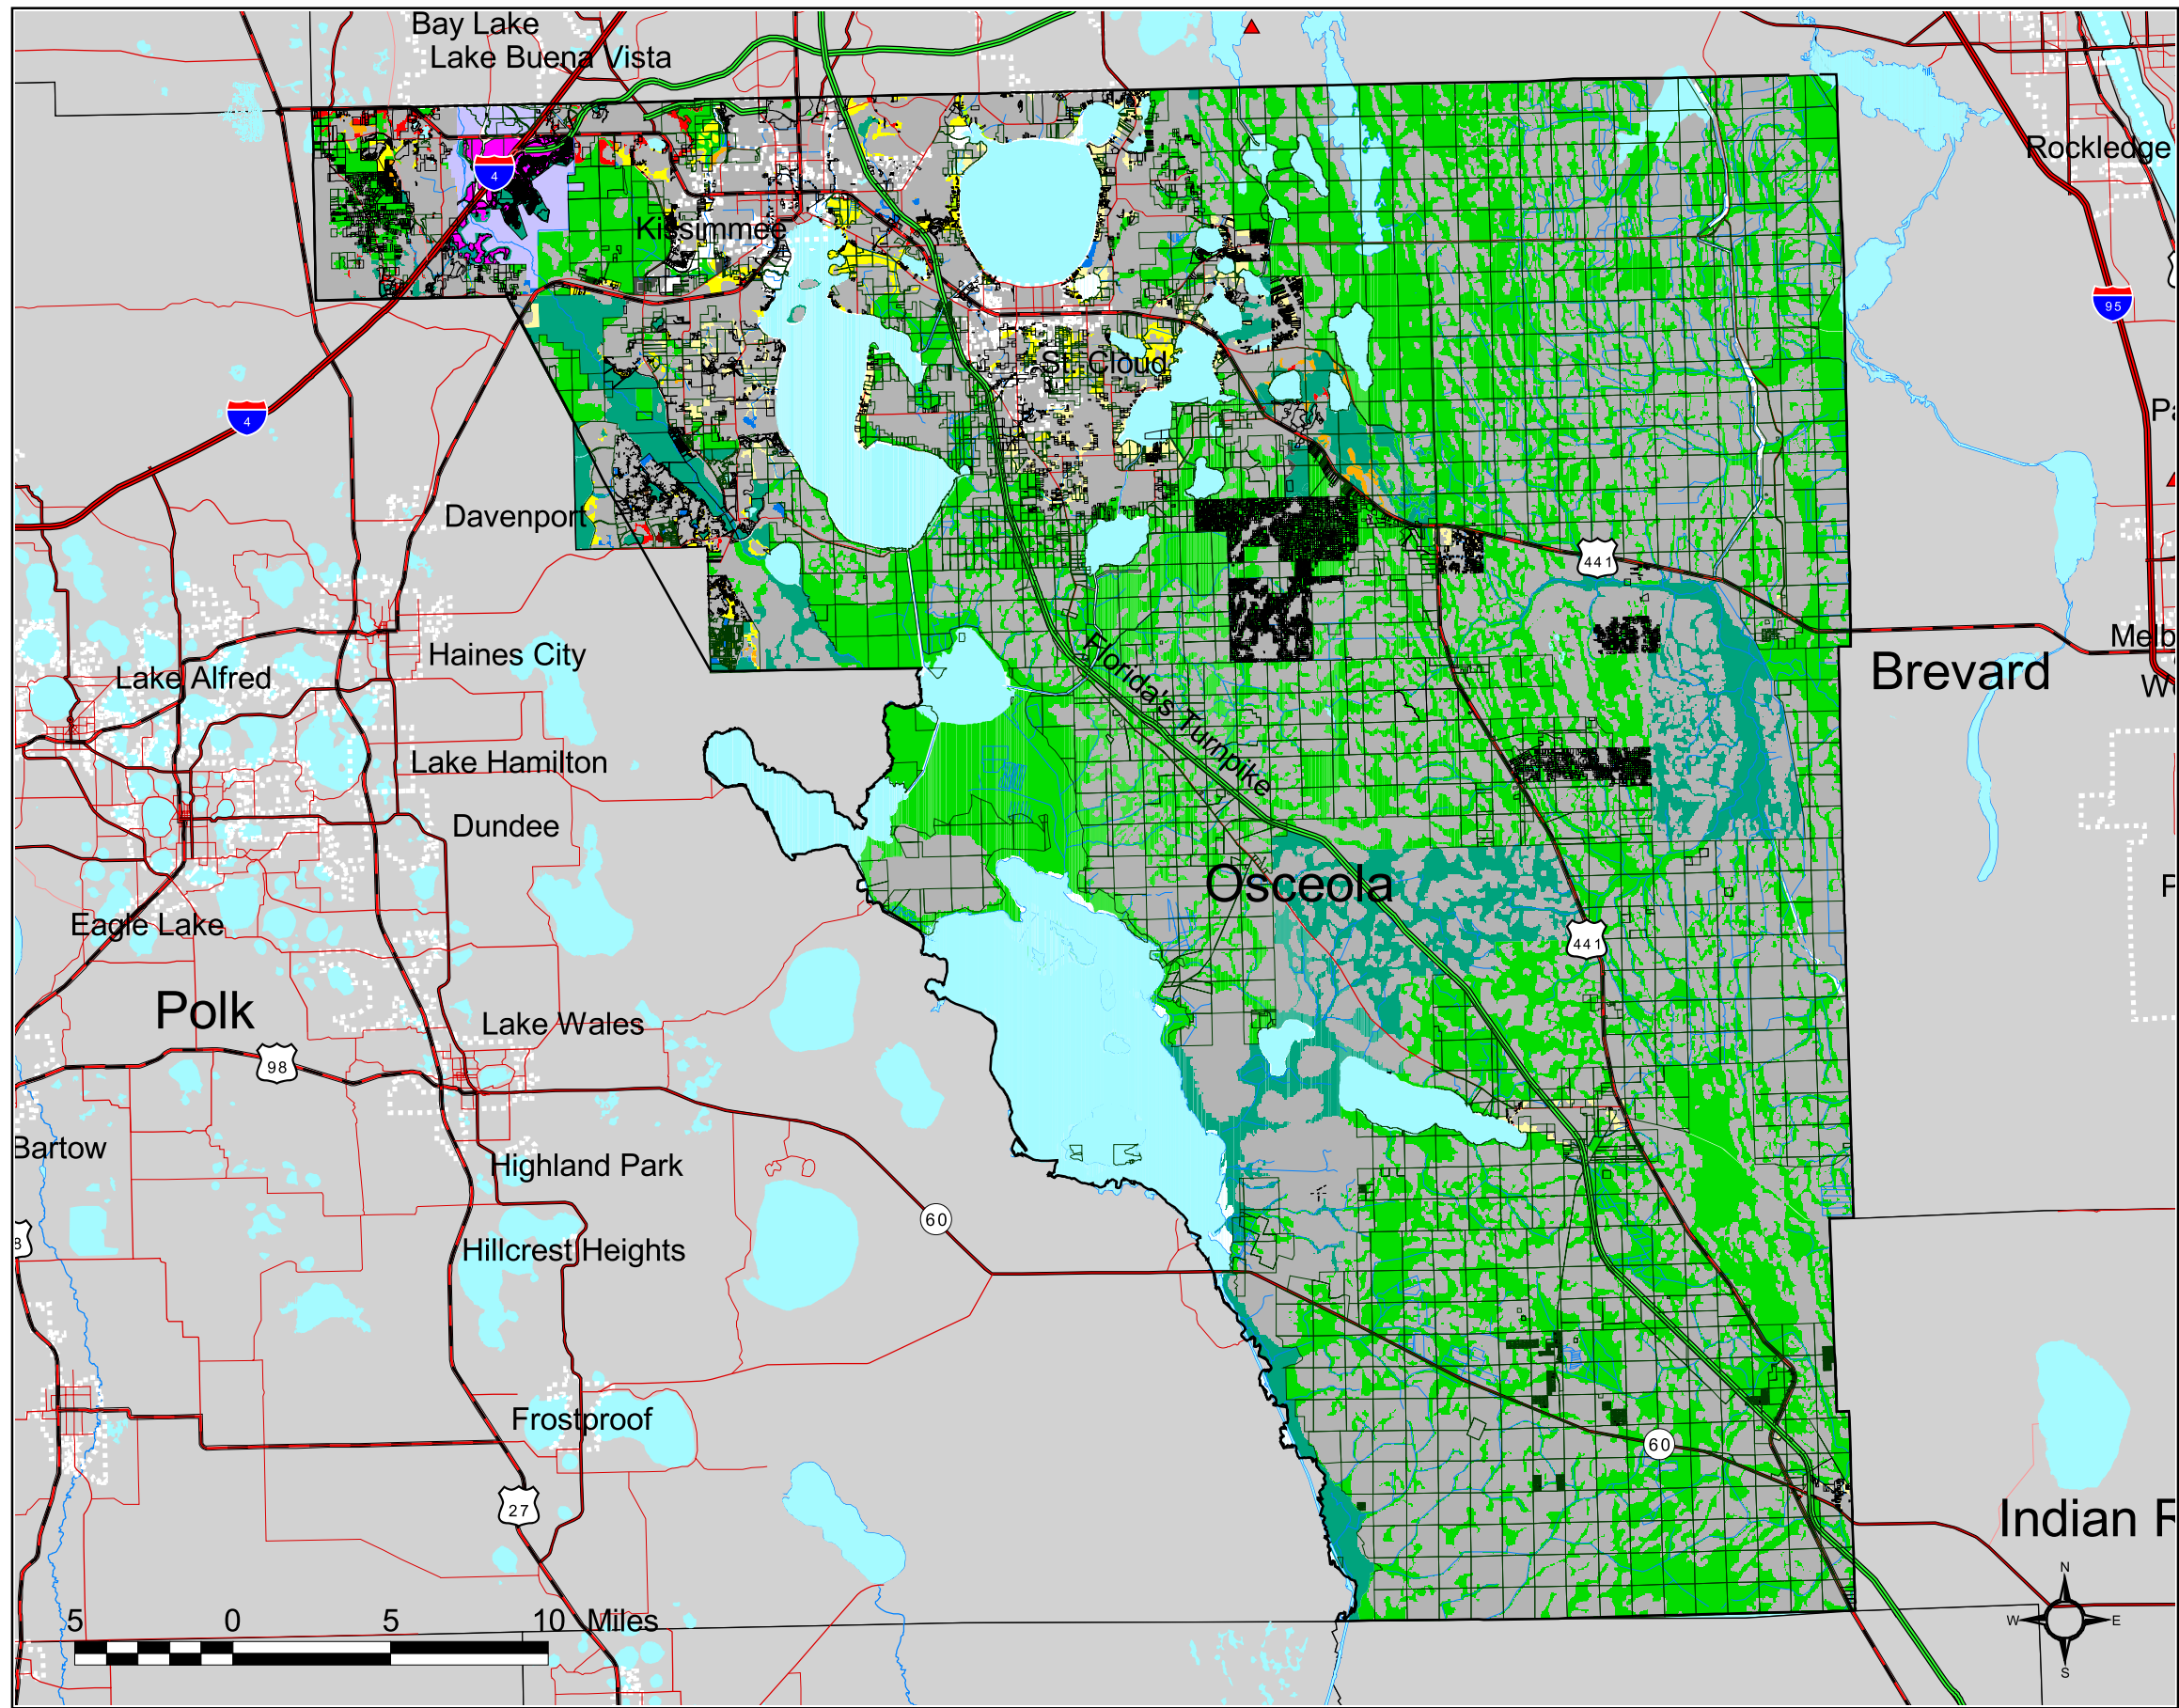 Bay Lake
Lake Buena Vista
Rockledge
4
Kissimmee
95
St. Cloud
4
Davenport
441
Melb
Haines City
Florida's Turnpike
Brevard
Lake Alfred
Lake Hamilton
Dundee
Osceola
Eagle Lake
441
Polk
Lake Wales
98
Bartow
Highland Park
60
8
Hillcrest Heights
Frostproof
60
27
Indian R
N
W E
S
5 0 5 10 Miles